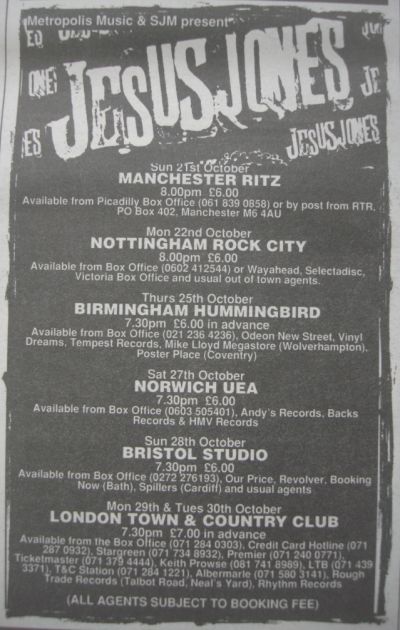 Metropolis Music & SJM present
JESUS JONES
JESUS JONES
Sun 21st October
MANCHESTER RITZ
8.00pm £6.00
Available from Picadilly Box Office (061 839 0858) or by post from RTR,
PO Box 402, Manchester M6 4AU
Mon 22nd October
NOTTINGHAM ROCK CITY
8.00pm £6.00
Available from Box Office (0602 412544) or Wayahead, Selectadisc,
Victoria Box Office and usual out of town agents.
Thurs 25th October
BIRMINGHAM HUMMINGBIRD
7.30pm £6.00 in advance
Available from Box Office (021 236 4236), Odeon New Street, Vinyl
Dreams, Tempest Records, Mike Lloyd Megastore (Wolverhampton),
Poster Place (Coventry)
Sat 27th October
NORWICH UEA
7.30pm £6.00
Available from Box Office (0603 505401), Andy's Records, Backs
Records & HMV Records
Sun 28th October
BRISTOL STUDIO
7.30pm £6.00
Available from Box Office (0272 276193), Our Price, Revolver, Booking
Now (Bath), Spillers (Cardiff) and usual agents
Mon 29th & Tues 30th October
LONDON TOWN & COUNTRY CLUB
7.30pm £7.00 in advance
Available from the Box Office (071 284 0303), Credit Card Hotline (071
287 0932), Stargreen (071 734 8932), Premier (071 240 0771),
Ticketmaster (071 379 4444), Keith Prowse (081 741 8989), LTB (071 439
3371), T&C Station (071 284 1221), Albermarle (071 580 3141), Rough
Trade Records (Talbot Road, Neal's Yard), Rhythm Records
(ALL AGENTS SUBJECT TO BOOKING FEE)